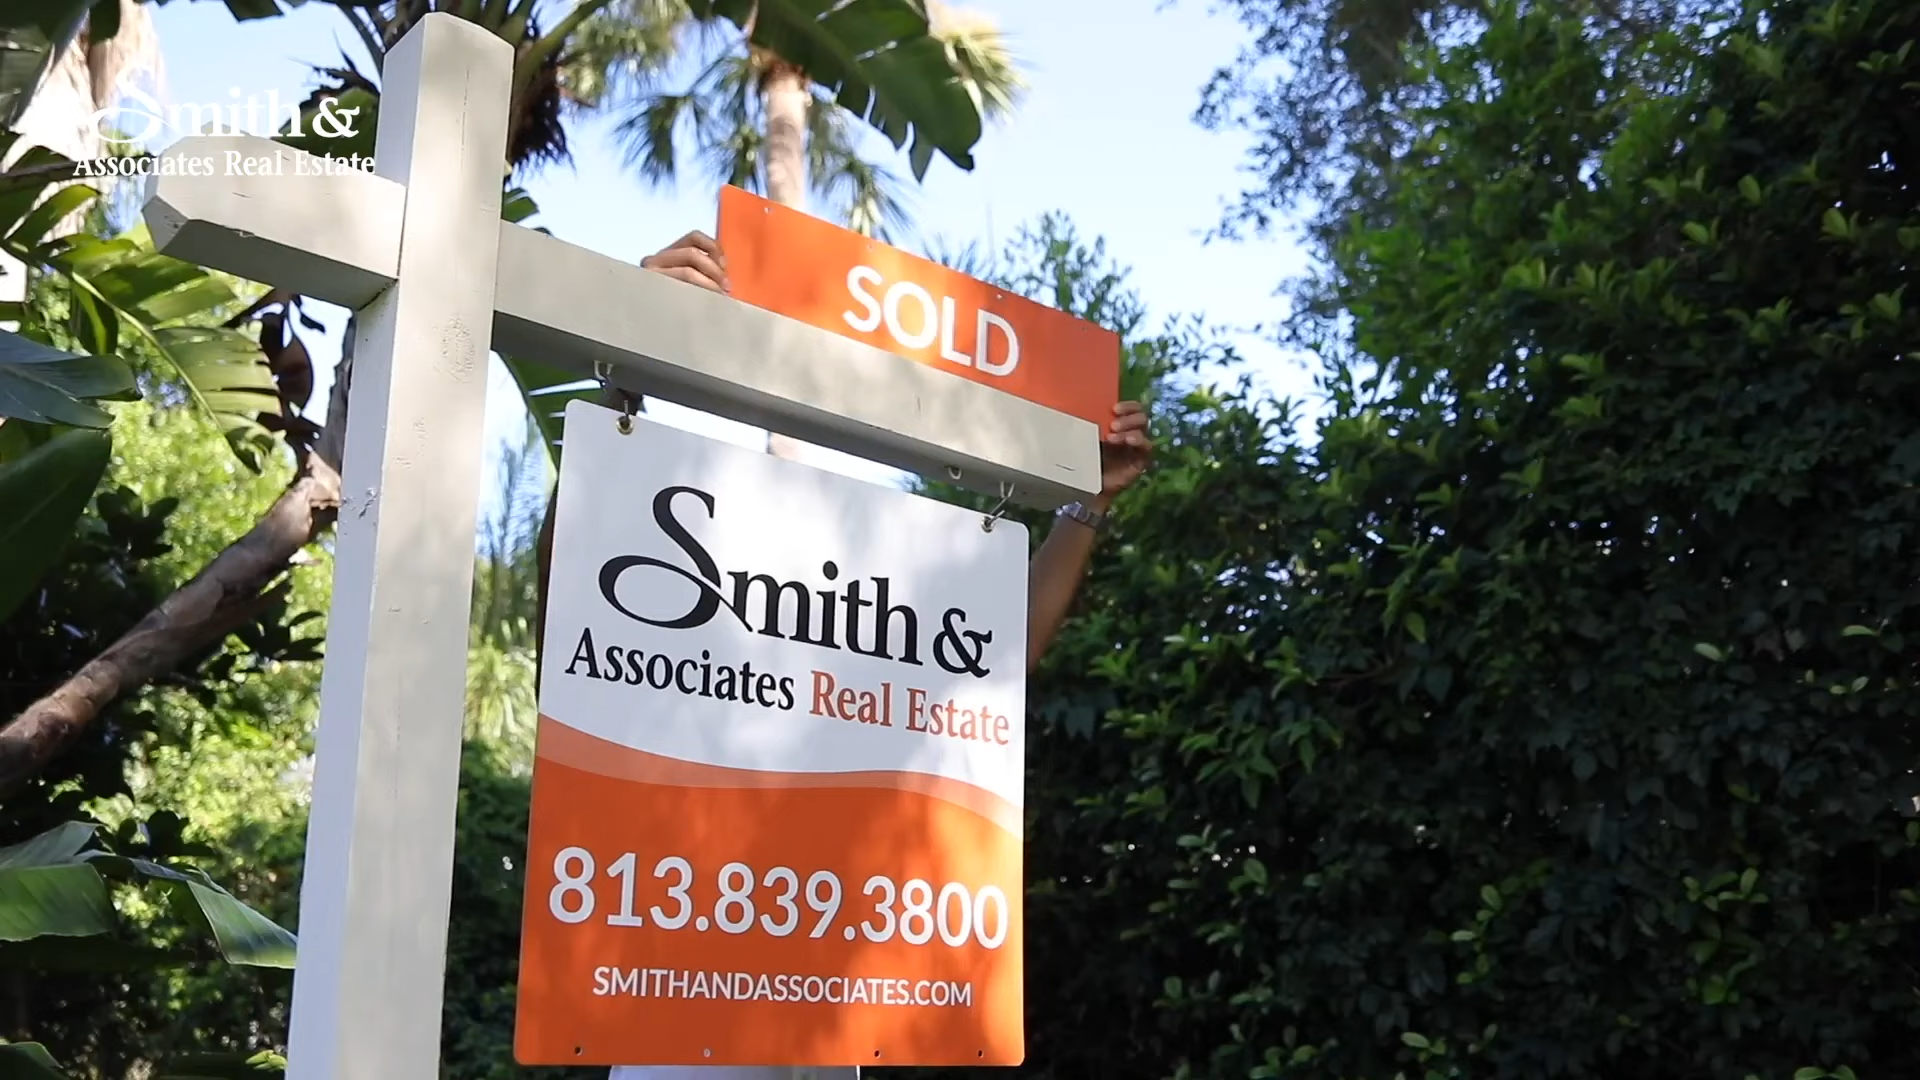 Smith &
Associates Real Estate
SOLD
Smith &
Associates Real Estate
813.839.3800
SMITHANDASSOCIATES.COM